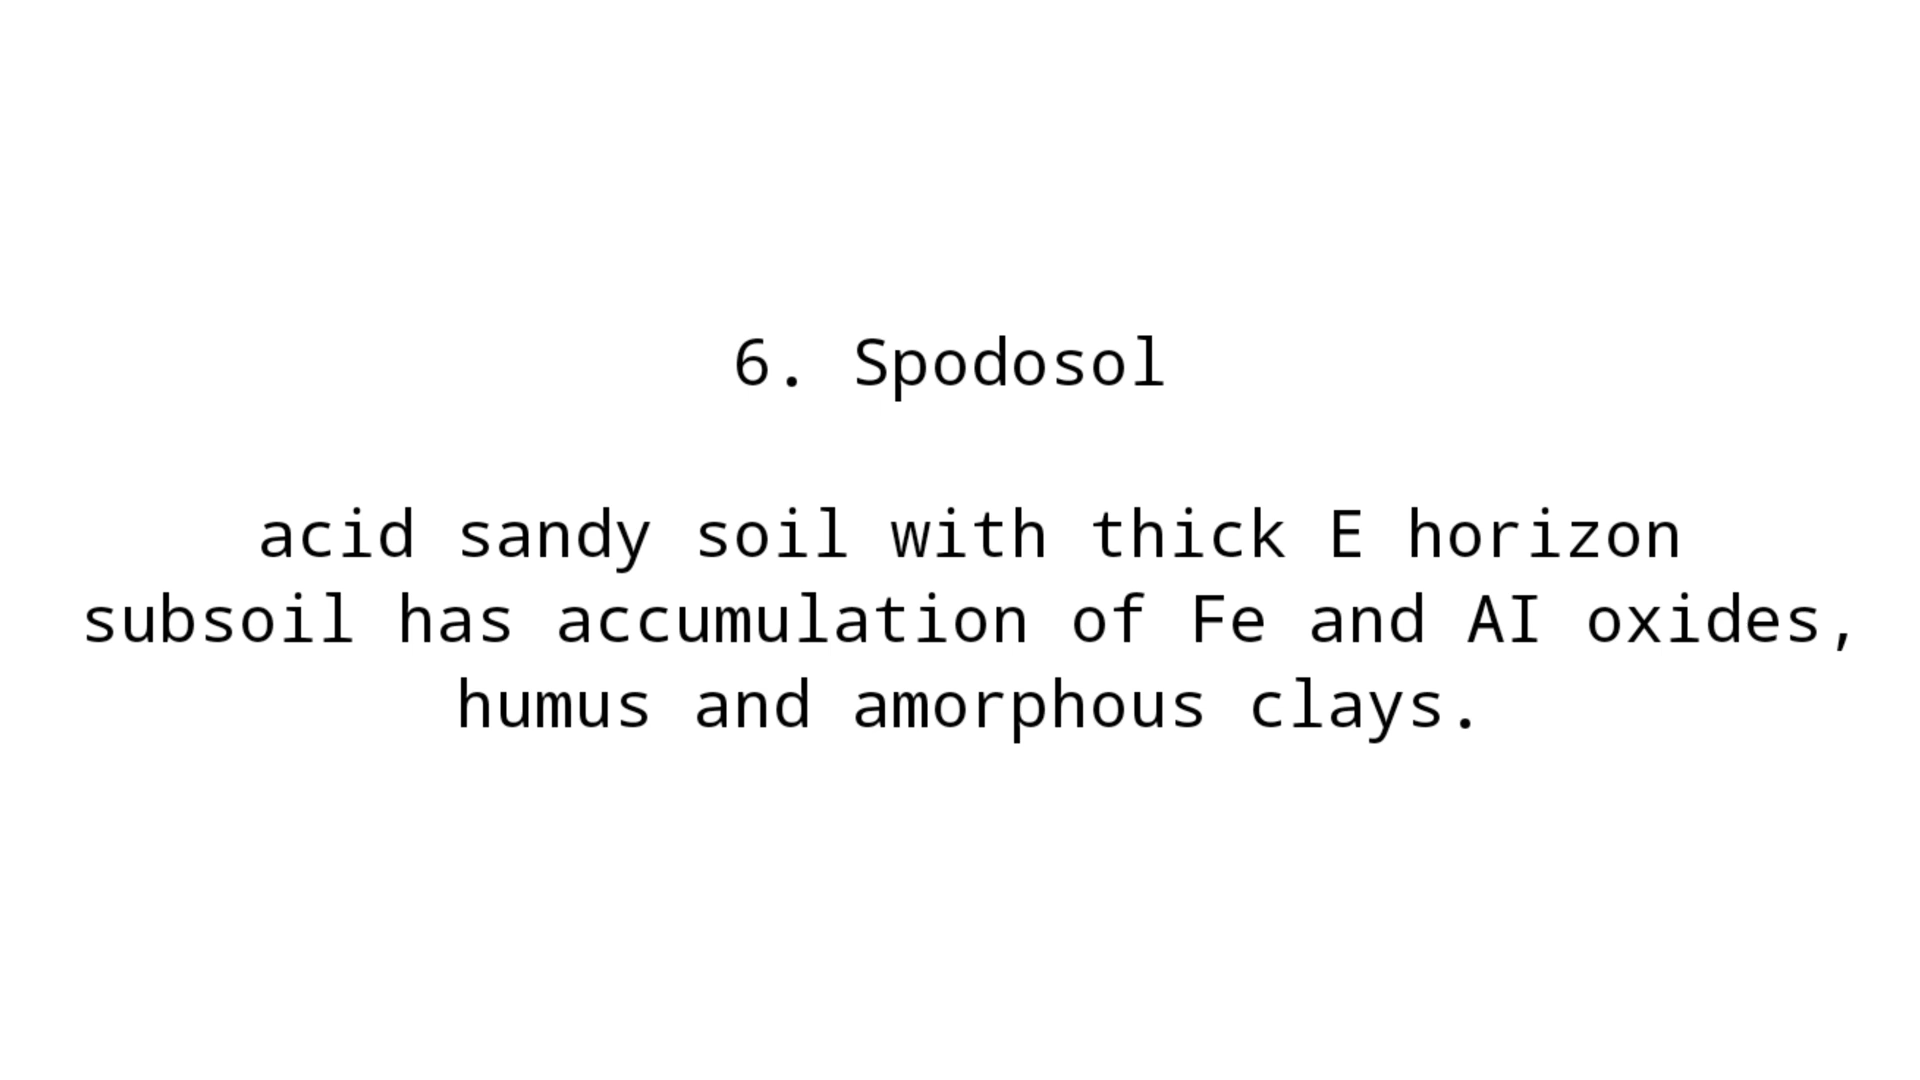 6. Spodosol
acid sandy soil with thick E horizon
subsoil has accumulation of Fe and AI oxides,
humus and amorphous clays.